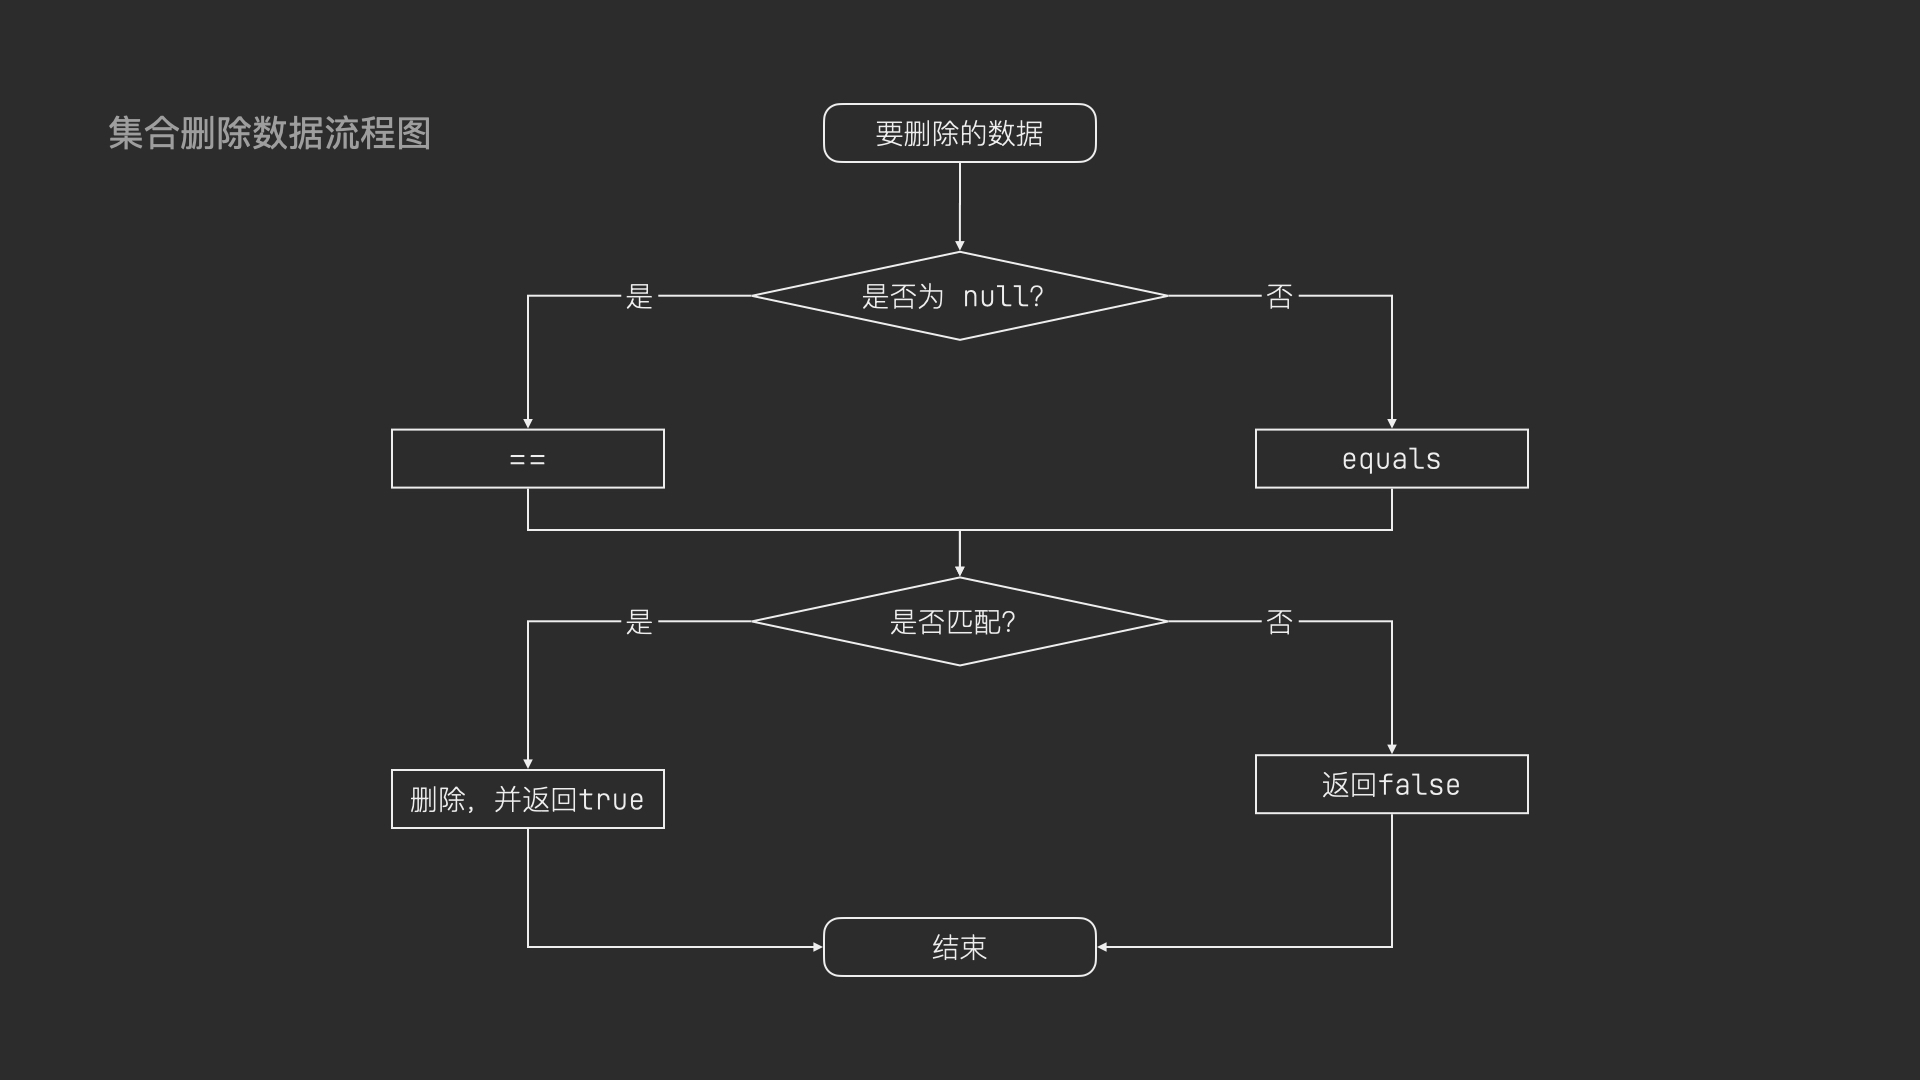 集合删除数据流程图
要删除的数据
是
是否为 null?
否
==
equals
是
是否匹配?
否
删除, 并返回true
返回false
结束